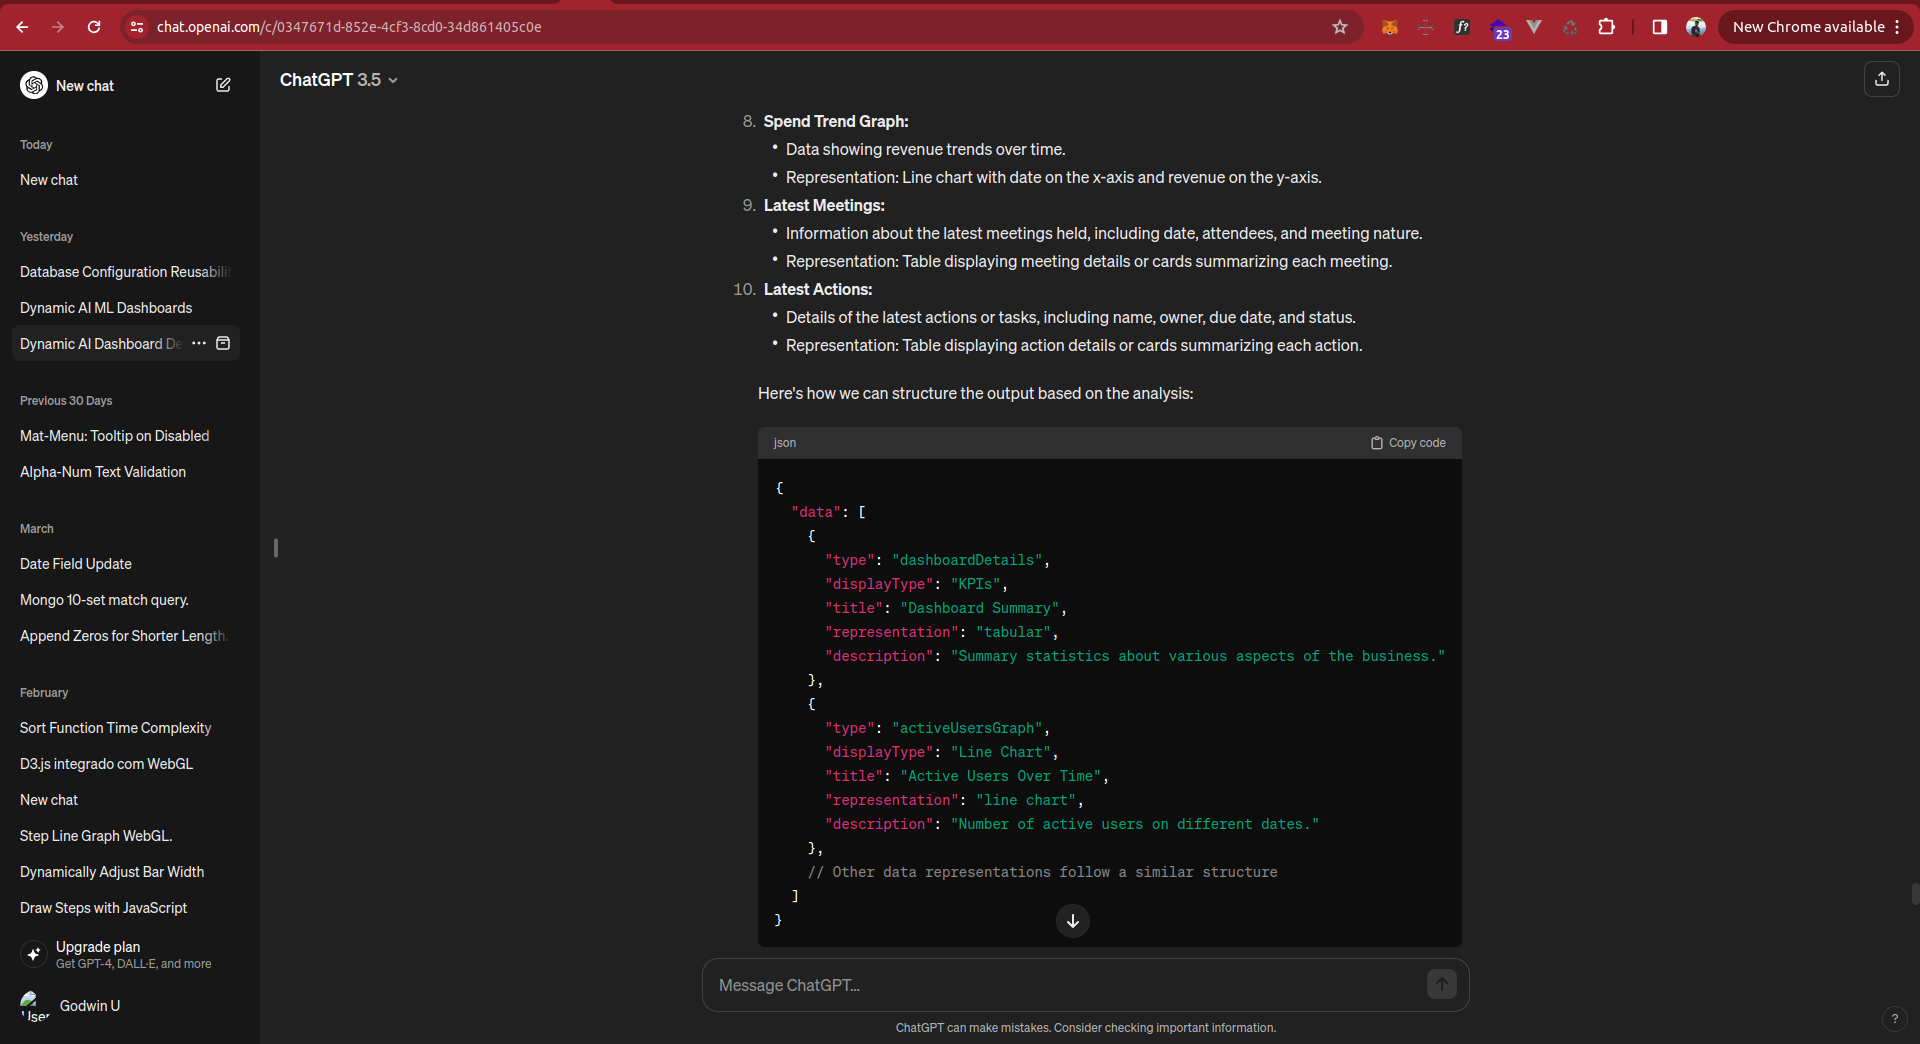 chat.openai.com/c/0347671d-852e-4cf3-8cd0-34d861405c0e
f?
23
New Chrome available
New chat
ChatGPT 3.5
Today
New chat
Yesterday
Database Configuration Reusabili
Dynamic AI ML Dashboards
Dynamic AI Dashboard De
Previous 30 Days
Mat-Menu: Tooltip on Disabled
Alpha-Num Text Validation
March
Date Field Update
Mongo 10-set match query.
Append Zeros for Shorter Length.
February
Sort Function Time Complexity
D3.js integrado com WebGL
New chat
Step Line Graph WebGL.
Dynamically Adjust Bar Width
Draw Steps with JavaScript
Upgrade plan
Get GPT-4, DALL·E, and more
User
Godwin U
8. Spend Trend Graph:
• Data showing revenue trends over time.
• Representation: Line chart with date on the x-axis and revenue on the y-axis.
9. Latest Meetings:
• Information about the latest meetings held, including date, attendees, and meeting nature.
• Representation: Table displaying meeting details or cards summarizing each meeting.
10. Latest Actions:
• Details of the latest actions or tasks, including name, owner, due date, and status.
• Representation: Table displaying action details or cards summarizing each action.
Here's how we can structure the output based on the analysis:
json
Copy code
{
"data": [
{
"type": "dashboardDetails",
"displayType": "KPIs",
"title": "Dashboard Summary",
"representation": "tabular",
"description": "Summary statistics about various aspects of the business."
},
{
"type": "activeUsersGraph",
"displayType": "Line Chart",
"title": "Active Users Over Time",
"representation": "line chart",
"description": "Number of active users on different dates."
},
// Other data representations follow a similar structure
]
}
Message ChatGPT...
ChatGPT can make mistakes. Consider checking important information.
?